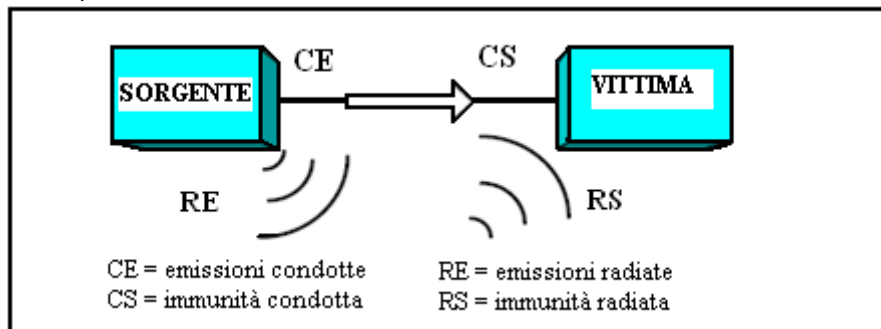 CE
CS
SORGENTE
VITTIMA
RE
RS
CE = emissioni condotte
CS = immunità condotta
RE = emissioni radiate
RS = immunità radiata